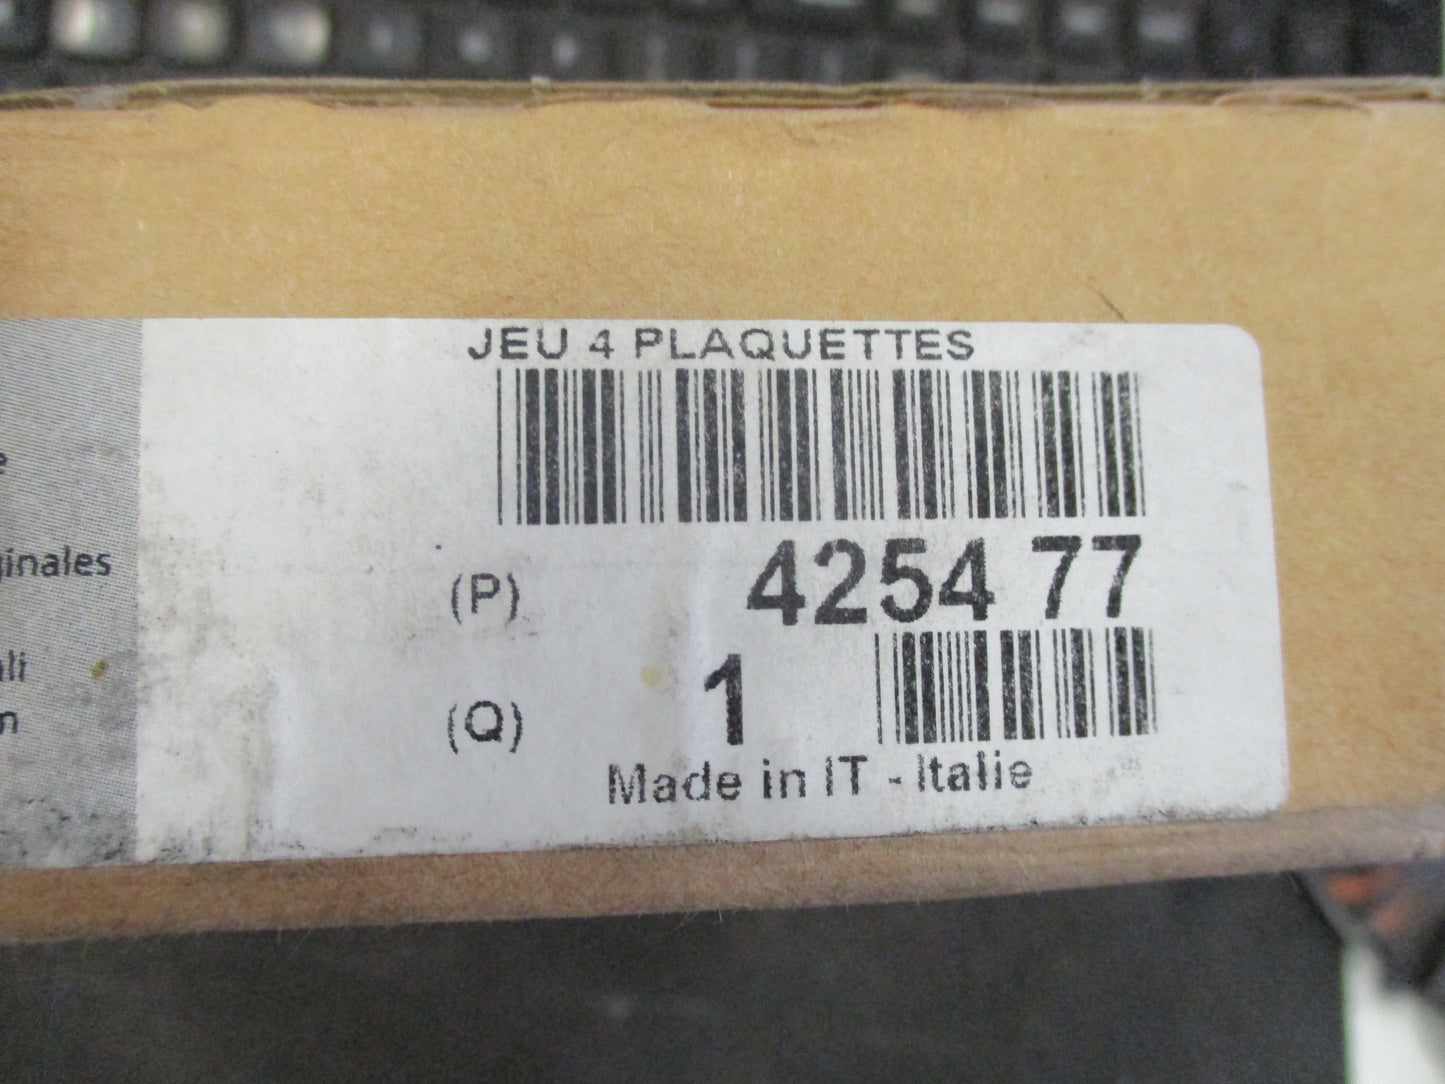 JEU 4 PLAQUETTES
(P) 4254 77
(Q) 1
Made in IT - Italie
ginales